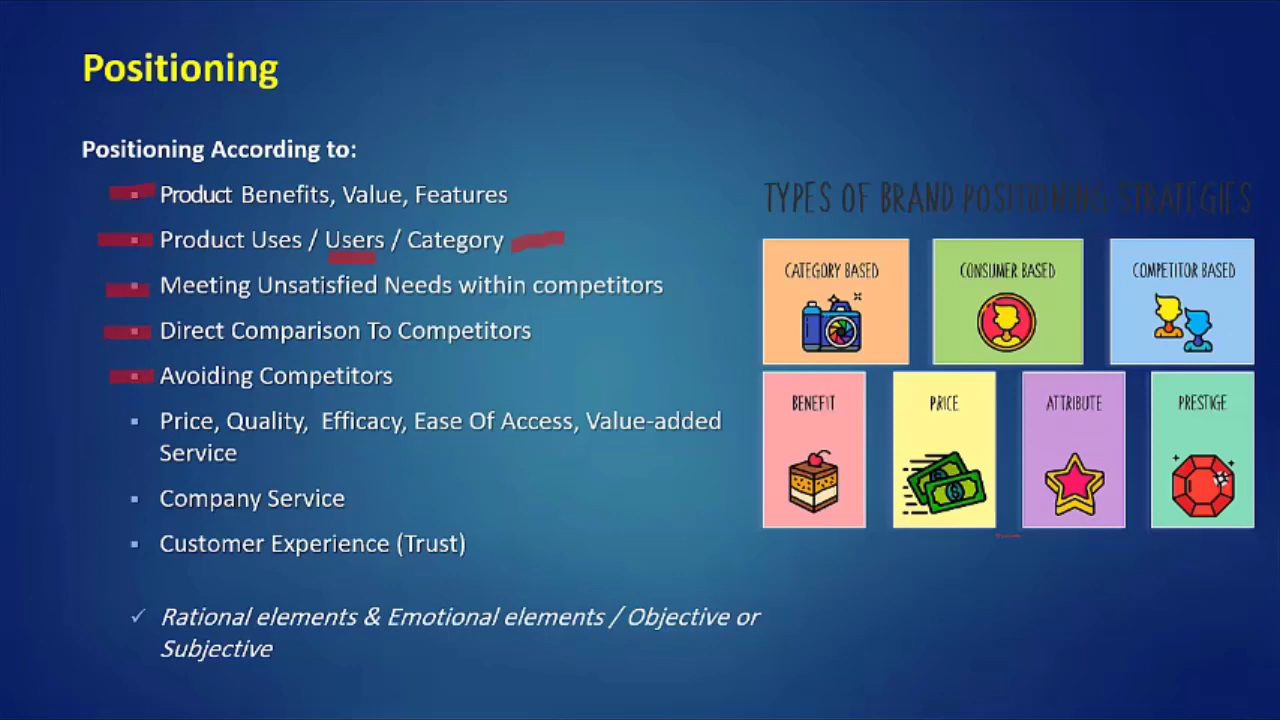 Positioning
Positioning According to:
Product Benefits, Value, Features
Product Uses / Users / Category
Meeting Unsatisfied Needs within competitors
Direct Comparison To Competitors
Avoiding Competitors
Price, Quality, Efficacy, Ease Of Access, Value-added
Service
Company Service
Customer Experience (Trust)
Rational elements & Emotional elements / Objective or
Subjective
TYPES OF BRAND POSITIONING STRATEGIES
CATEGORY BASED
CONSUMER BASED
COMPETITOR BASED
BENEFIT
PRICE
ATTRIBUTE
PRESTIGE